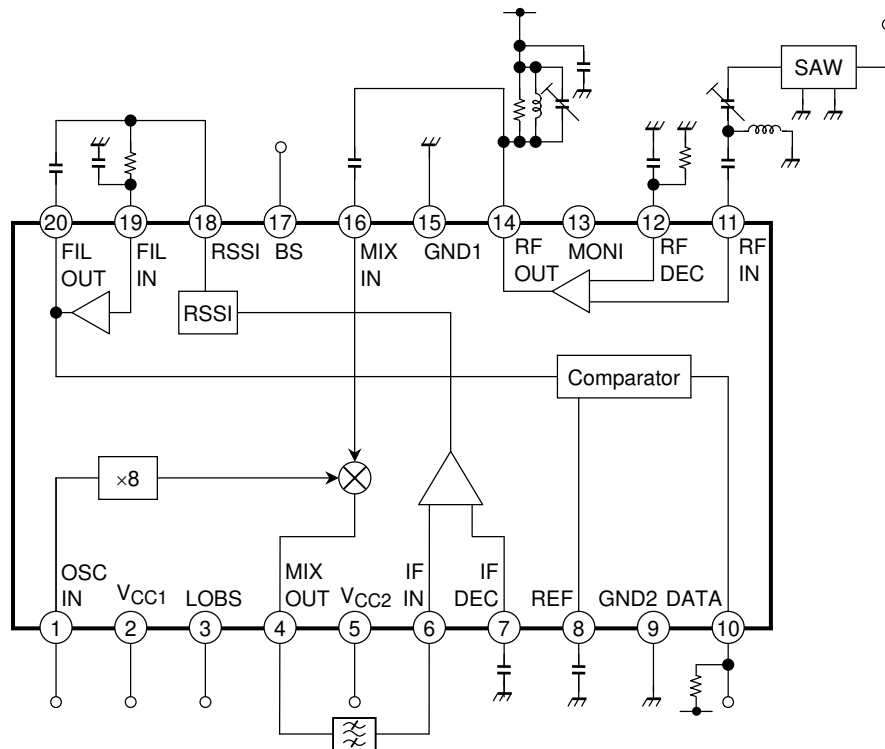 SAW
20 19 18 17 16 15 14 13 12 11
FIL OUT
FIL IN
RSSI
BS
MIX IN
GND1
RF OUT
MONI
RF DEC
RF IN
RSSI
Comparator
×8
OSC IN
VCC1
LOBS
MIX OUT
VCC2
IF IN
IF DEC
REF
GND2
DATA
1 2 3 4 5 6 7 8 9 10